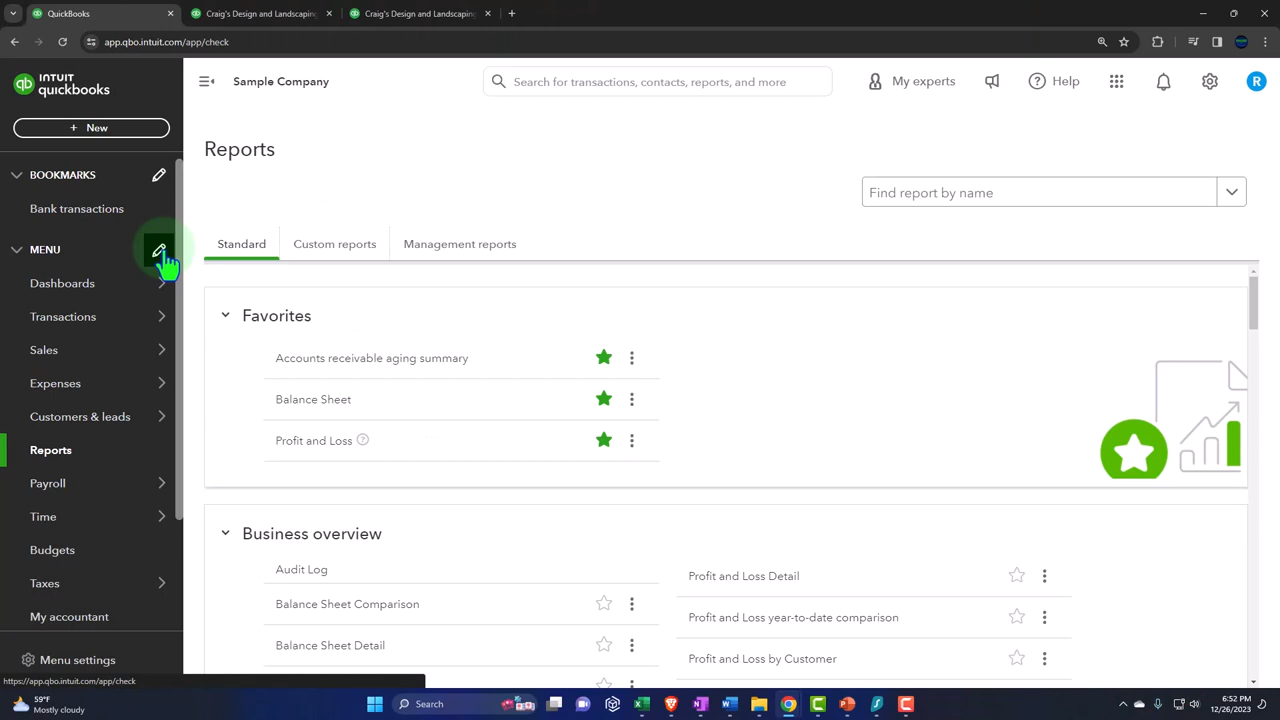 QuickBooks
Craig's Design and Landscaping
Craig's Design and Landscaping
app.qbo.intuit.com/app/check
INTUIT
quickbooks
Sample Company
Search for transactions, contacts, reports, and more
My experts
Help
R
+ New
Reports
BOOKMARKS
Find report by name
Bank transactions
MENU
Standard
Custom reports
Management reports
Dashboards
Transactions
Sales
Expenses
Customers & leads
Reports
Payroll
Time
Budgets
Taxes
My accountant
Menu settings
Favorites
Accounts receivable aging summary
Balance Sheet
Profit and Loss ?
Business overview
Audit Log
Balance Sheet Comparison
Balance Sheet Detail
Profit and Loss Detail
Profit and Loss year-to-date comparison
Profit and Loss by Customer
https://app.qbo.intuit.com/app/check
59°F
Mostly cloudy
Search
6:52 PM
12/26/2023